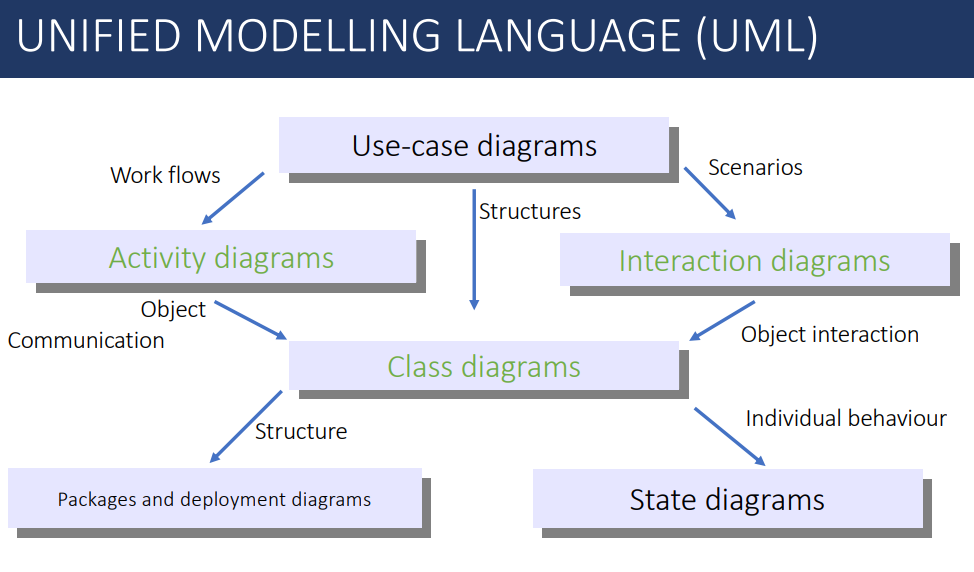 UNIFIED MODELLING LANGUAGE (UML)
Use-case diagrams
Work flows
Scenarios
Structures
Activity diagrams
Interaction diagrams
Object
Communication
Object interaction
Class diagrams
Structure
Individual behaviour
Packages and deployment diagrams
State diagrams